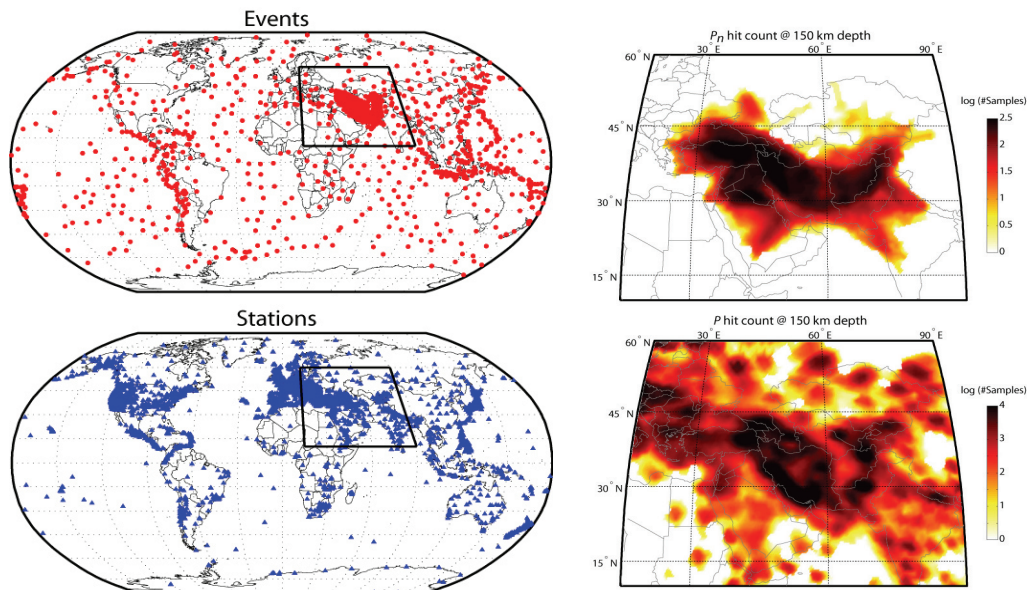 Events
Pn hit count @ 150 km depth
60°N
30°E
60°E
90°E
45°N
30°N
15°N
log (#Samples)
2.5
2
1.5
1
0.5
0
Stations
P hit count @ 150 km depth
60°N
30°E
60°E
90°E
45°N
30°N
15°N
log (#Samples)
4
3
2
1
0